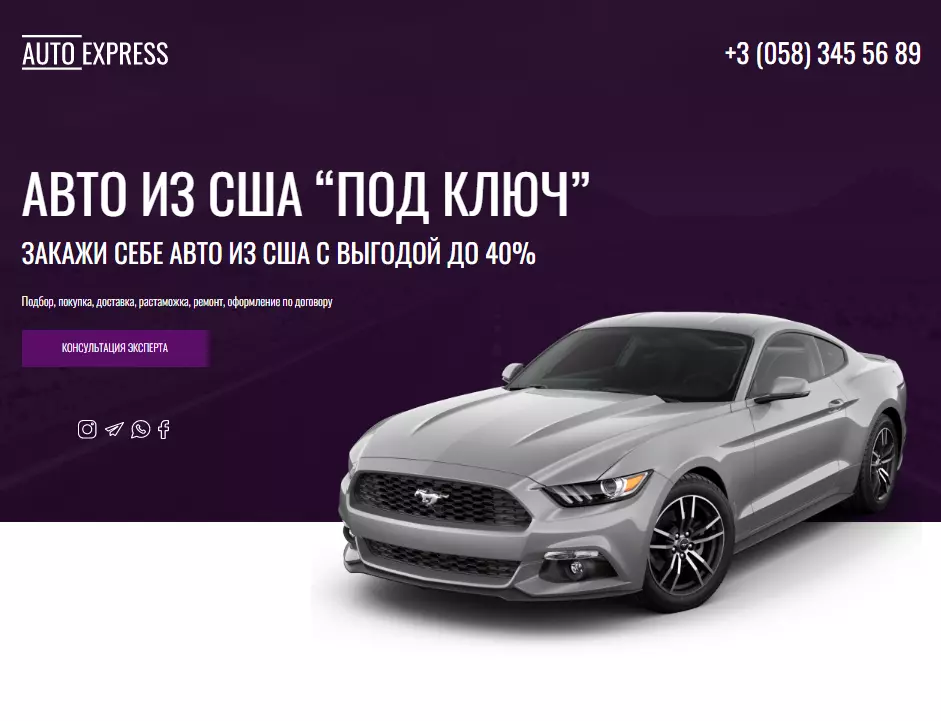 AUTO EXPRESS
+3 (058) 345 56 89
АВТО ИЗ США “ПОД КЛЮЧ”
ЗАКАЖИ СЕБЕ АВТО ИЗ США С ВЫГОДОЙ ДО 40%
Подбор, покупка, доставка, растаможка, ремонт, оформление по договору
КОНСУЛЬТАЦИЯ ЭКСПЕРТА